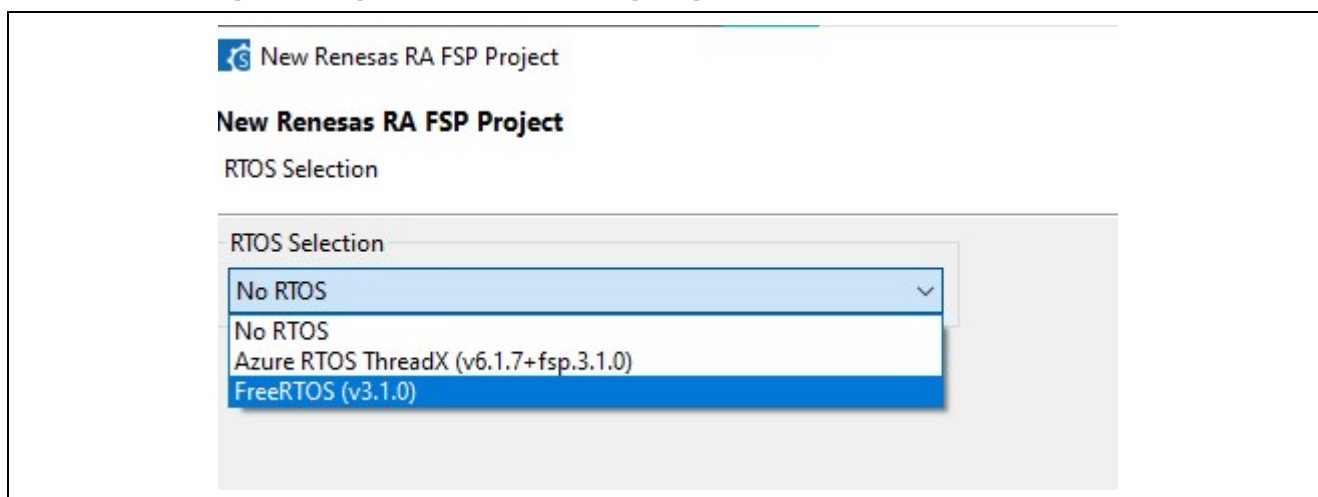 New Renesas RA FSP Project
New Renesas RA FSP Project
RTOS Selection
RTOS Selection
No RTOS
No RTOS
Azure RTOS ThreadX (v6.1.7+fsp.3.1.0)
FreeRTOS (v3.1.0)